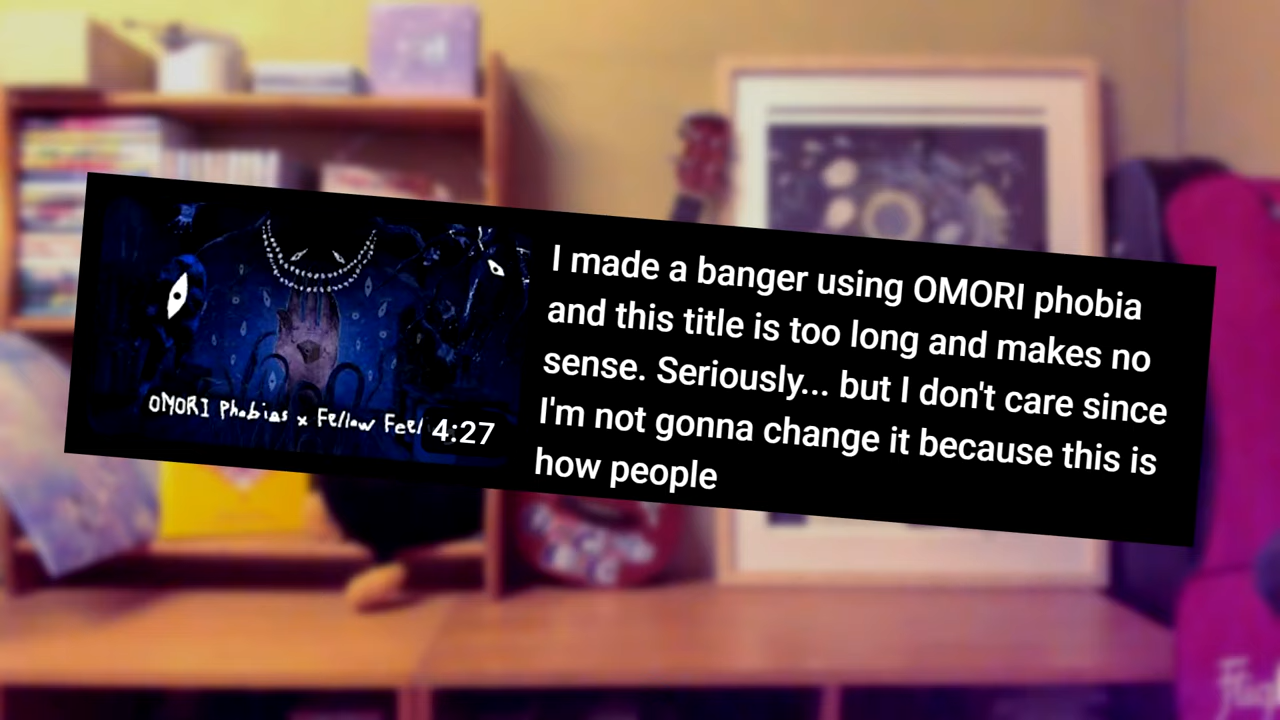 I made a banger using OMORI phobia
and this title is too long and makes no
sense. Seriously... but I don't care since
I'm not gonna change it because this is
how people
OMORI Phobias x Fellow Feel
4:27